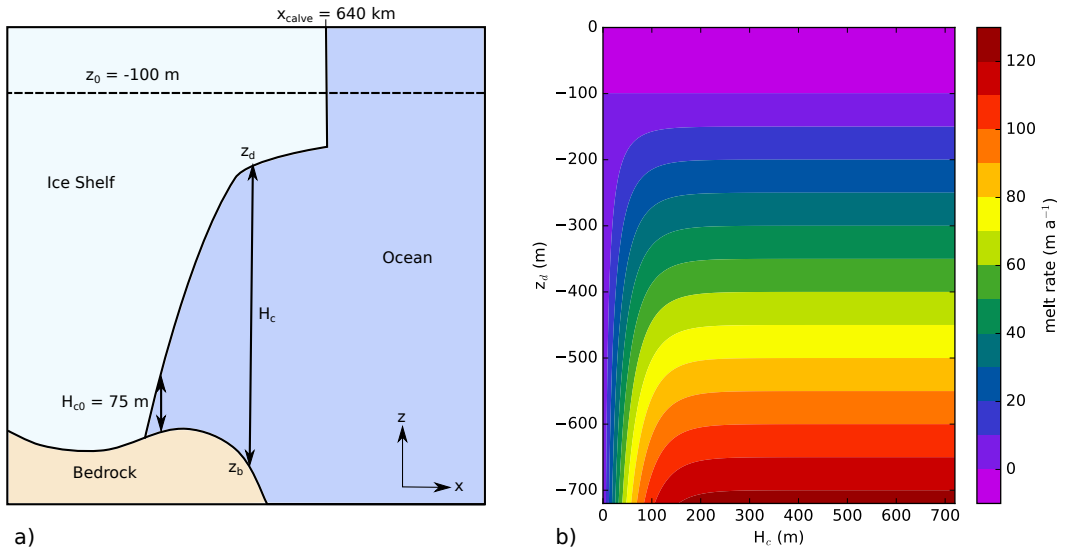 x_calve = 640 km
z_0 = -100 m
z_d
Ice Shelf
Ocean
H_c
H_c0 = 75 m
z_b
Bedrock
z
x
a)
0
−100
−200
−300
−400
−500
−600
−700
z_d (m)
0 100 200 300 400 500 600 700
H_c (m)
b)
120
100
80
60
40
20
0
melt rate (m a⁻¹)